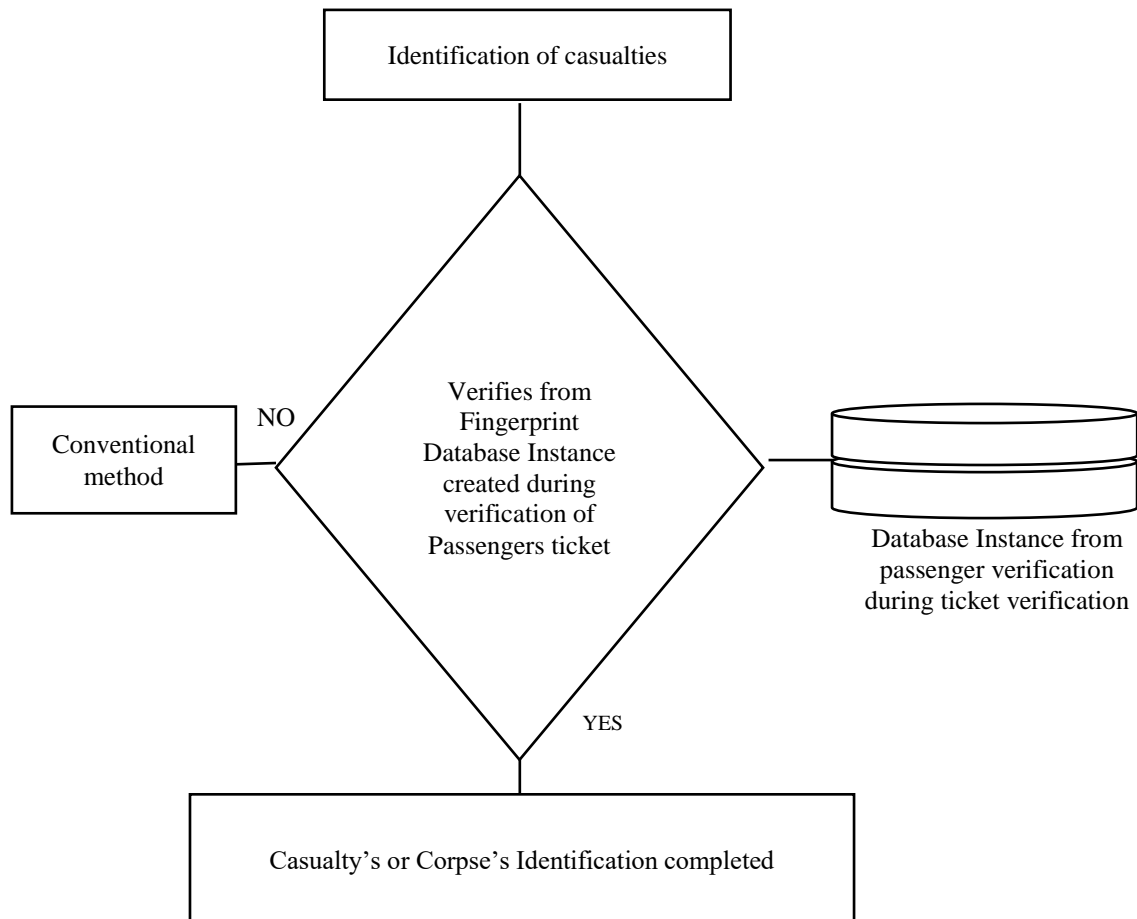 Identification of casualties
Verifies from
Fingerprint
Database Instance
created during
verification of
Passengers ticket
NO
Conventional
method
Database Instance from
passenger verification
during ticket verification
YES
Casualty’s or Corpse’s Identification completed